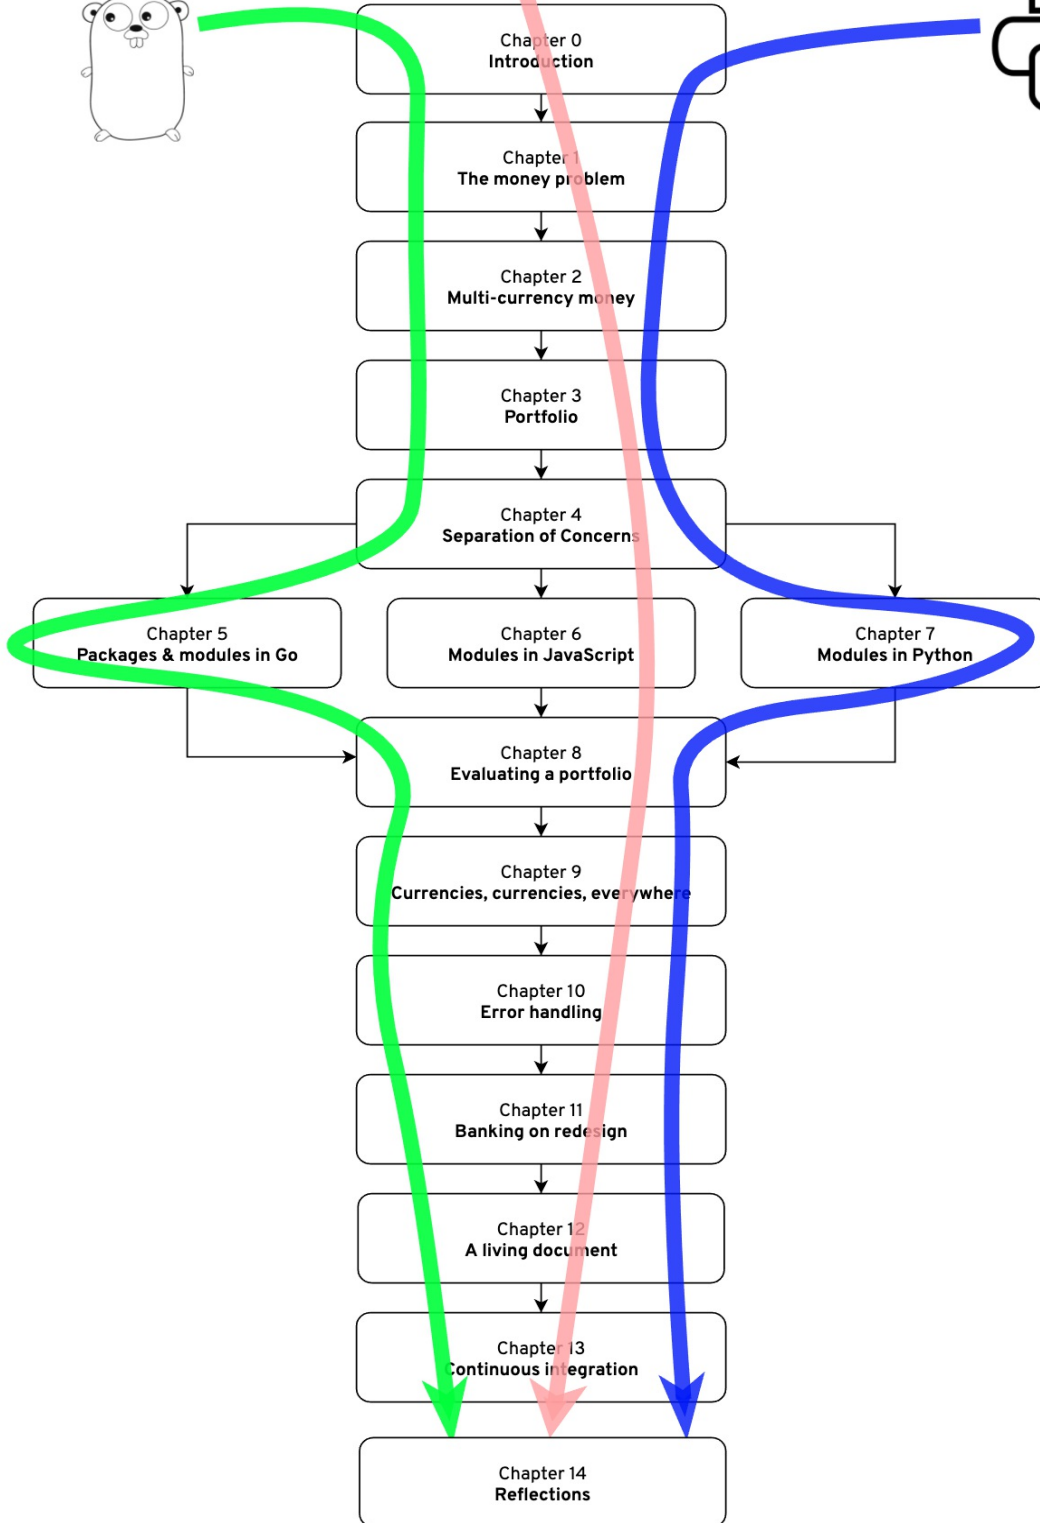 Chapter 0
Introduction
Chapter 1
The money problem
Chapter 2
Multi-currency money
Chapter 3
Portfolio
Chapter 4
Separation of Concerns
Chapter 5
Packages & modules in Go
Chapter 6
Modules in JavaScript
Chapter 7
Modules in Python
Chapter 8
Evaluating a portfolio
Chapter 9
Currencies, currencies, everywhere
Chapter 10
Error handling
Chapter 11
Banking on redesign
Chapter 12
A living document
Chapter 13
Continuous integration
Chapter 14
Reflections